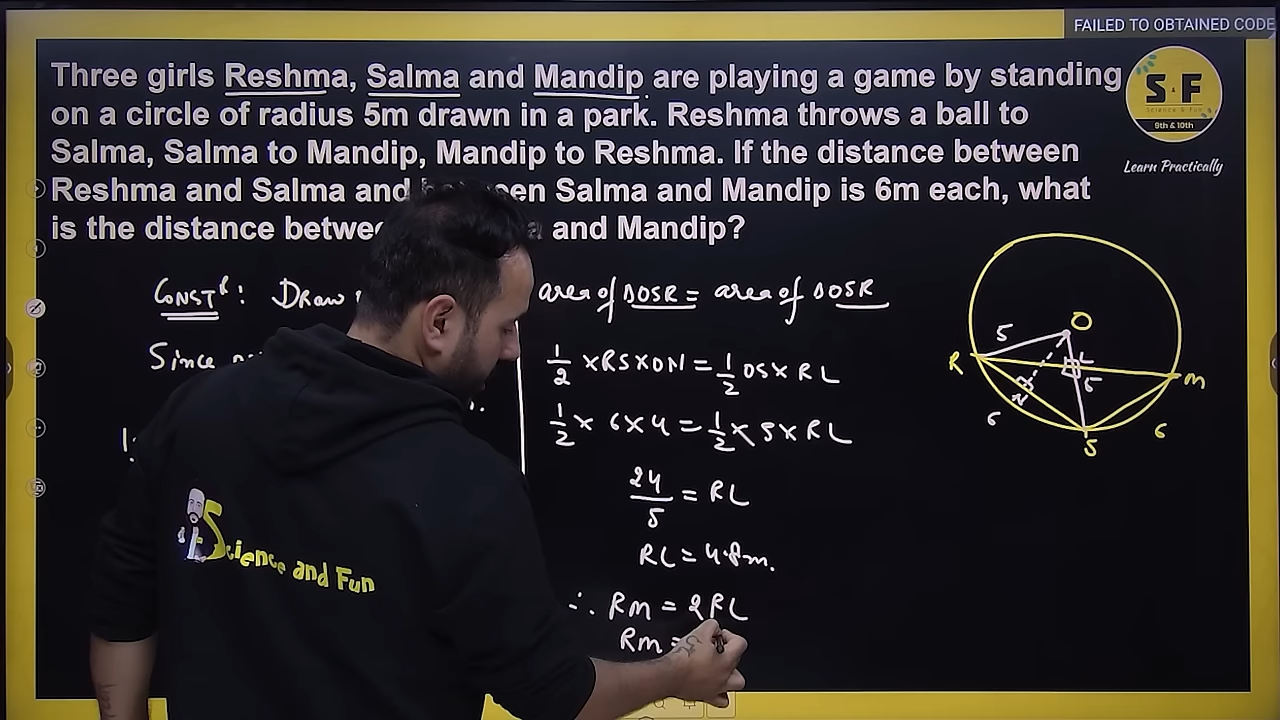 FAILED TO OBTAINED CODE
Three girls Reshma, Salma and Mandip are playing a game by standing
on a circle of radius 5m drawn in a park. Reshma throws a ball to
Salma, Salma to Mandip, Mandip to Reshma. If the distance between
Reshma and Salma and Salma and Mandip is 6m each, what
is the distance and Mandip?
S&F
Science & Fun
9th & 10th
Learn Practically
CONSTⁿ: DRAW
Since
area of ΔOSR = area of ΔOSR
1/2 × RS × ON = 1/2 OS × RL
1/2 × 6 × 4 = 1/2 × 5 × RL
24/5 = RL
RL = 4.8m.
∴ RM = 2RL
RM =
O
5
R
L
M
5
N
6
6
S
Science and Fun